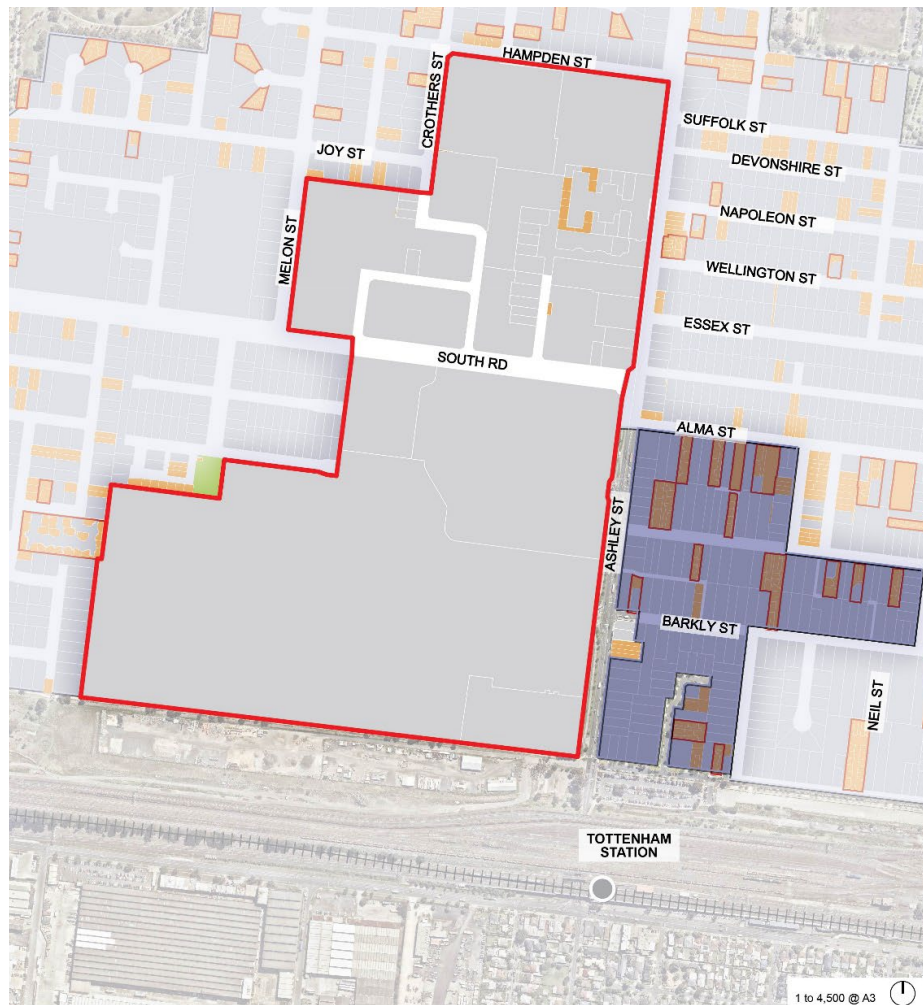 HAMPDEN ST
CROTHERS ST
SUFFOLK ST
JOY ST
DEVONSHIRE ST
NAPOLEON ST
MELON ST
WELLINGTON ST
ESSEX ST
SOUTH RD
ALMA ST
ASHLEY ST
BARKLY ST
NEIL ST
TOTTENHAM
STATION
1 to 4,500 @ A3